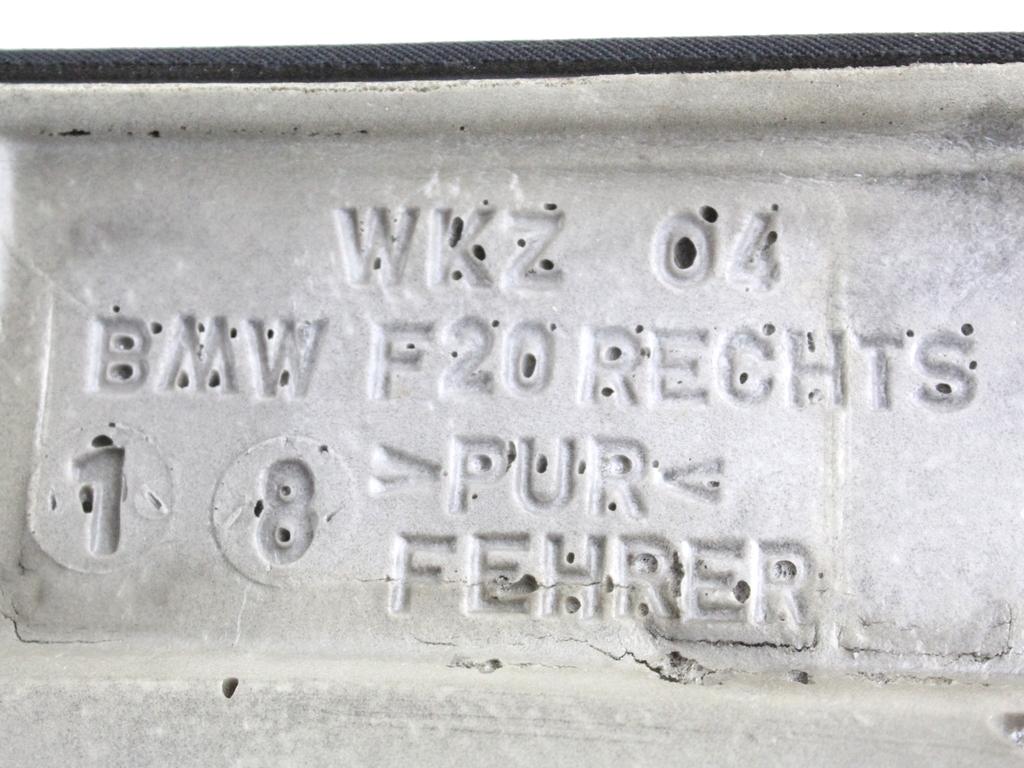 WKZ 04
BMW F20 RECHTS
1 8 >PUR<
FEHRER